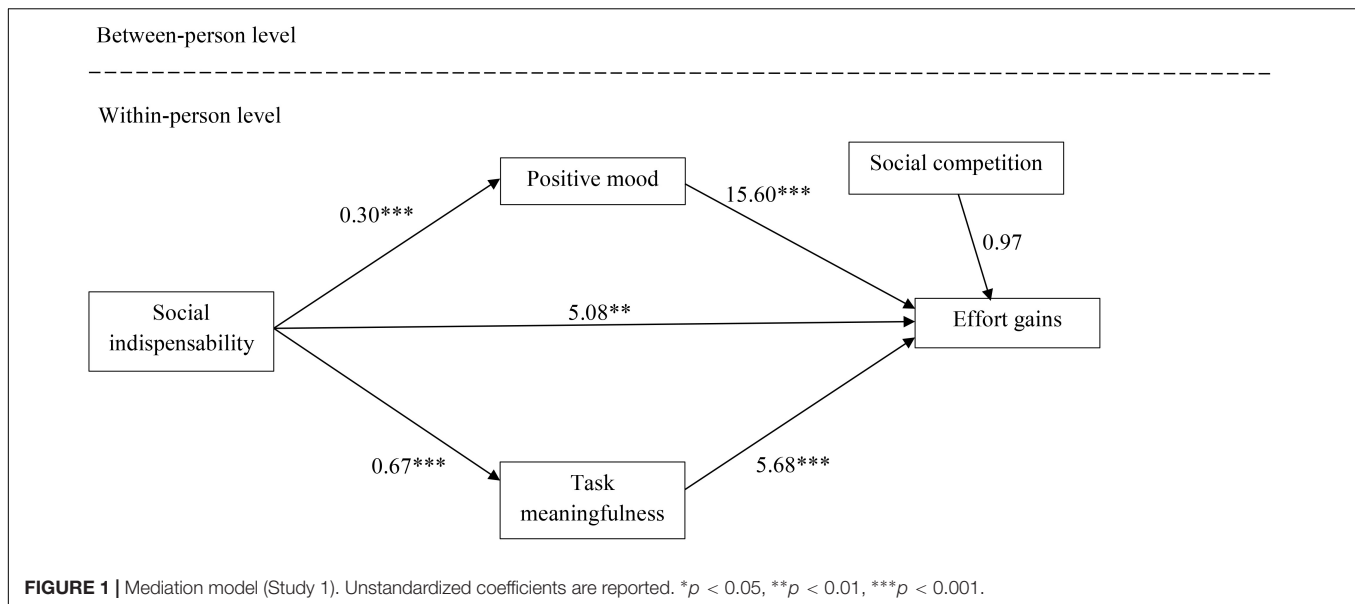 Between-person level
Within-person level
Positive mood
Social competition
0.30***
15.60***
0.97
Social
indispensability
5.08**
Effort gains
0.67***
5.68***
Task
meaningfulness
FIGURE 1 | Mediation model (Study 1). Unstandardized coefficients are reported. *p < 0.05, **p < 0.01, ***p < 0.001.